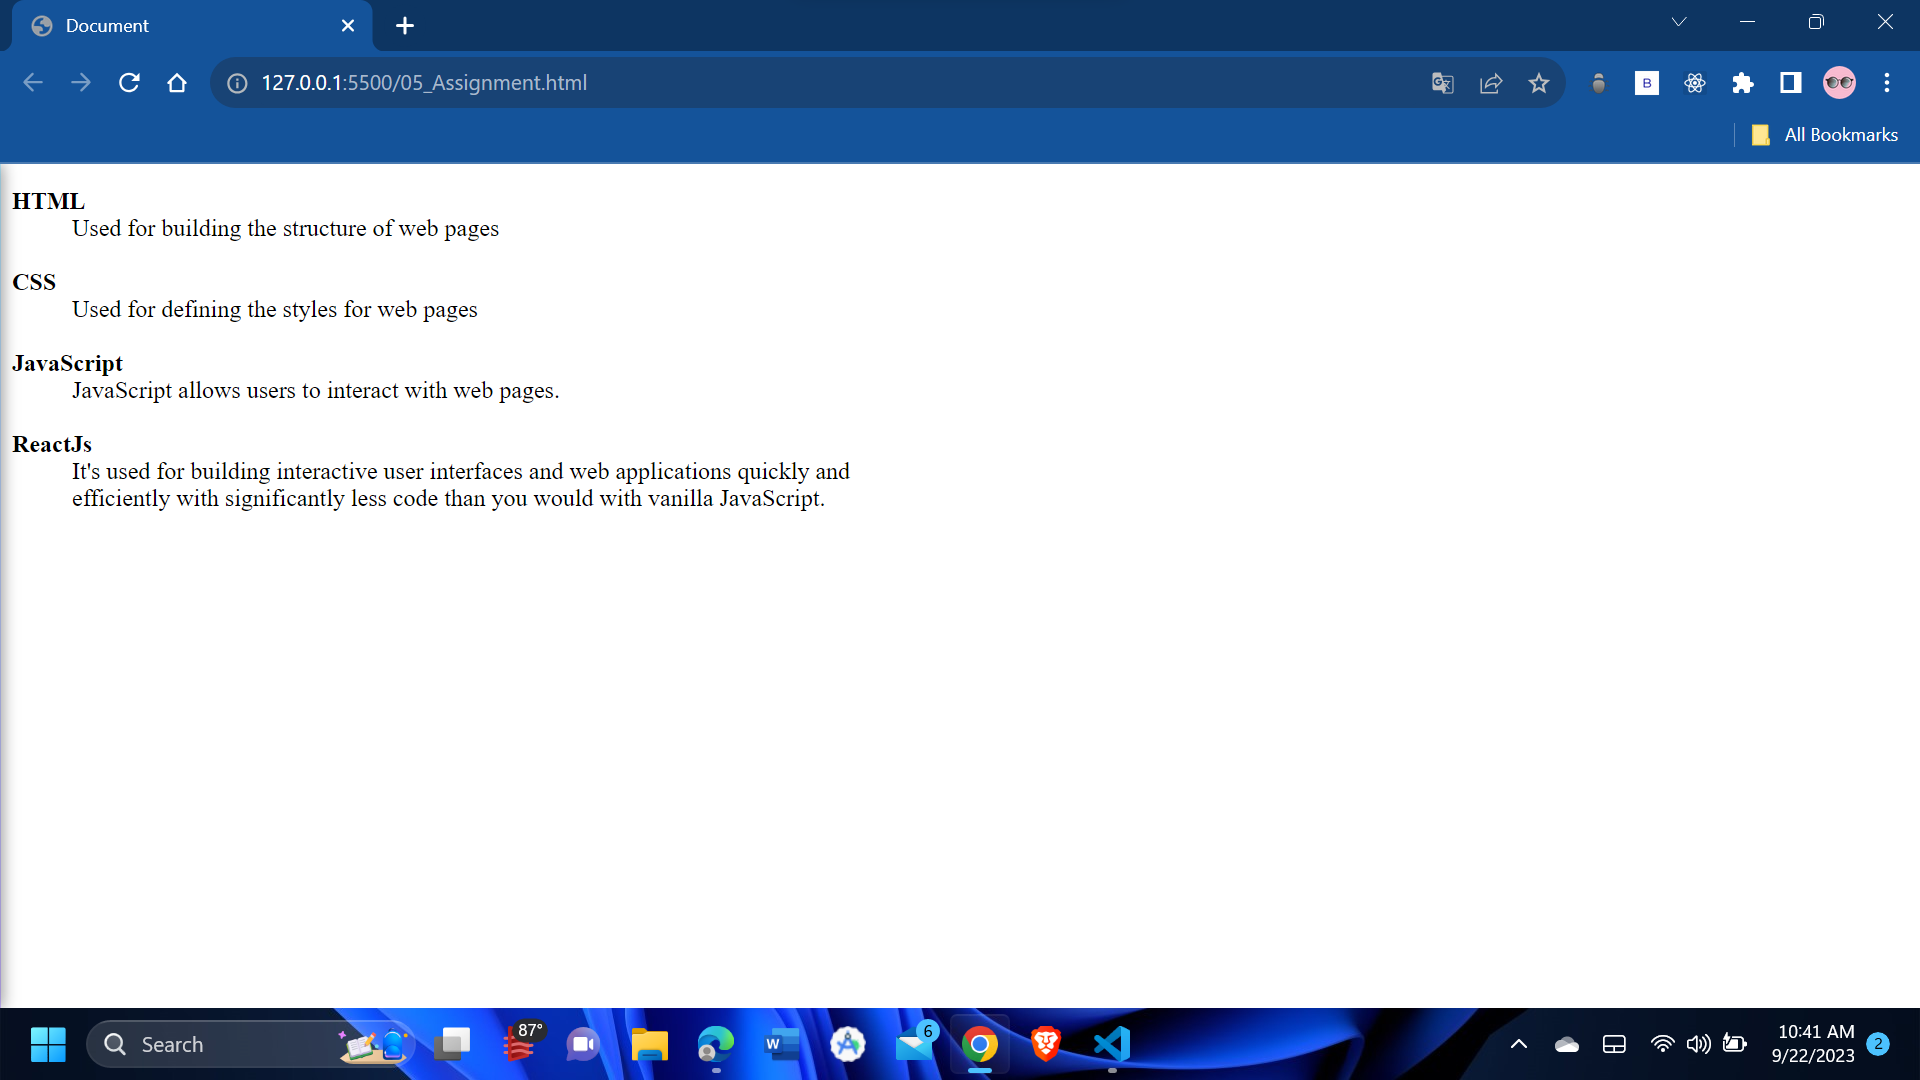 Document
127.0.0.1:5500/05_Assignment.html
B
All Bookmarks
HTML
Used for building the structure of web pages
CSS
Used for defining the styles for web pages
JavaScript
JavaScript allows users to interact with web pages.
ReactJs
It's used for building interactive user interfaces and web applications quickly and
efficiently with significantly less code than you would with vanilla JavaScript.
Search
87°
W
6
10:41 AM
9/22/2023
2